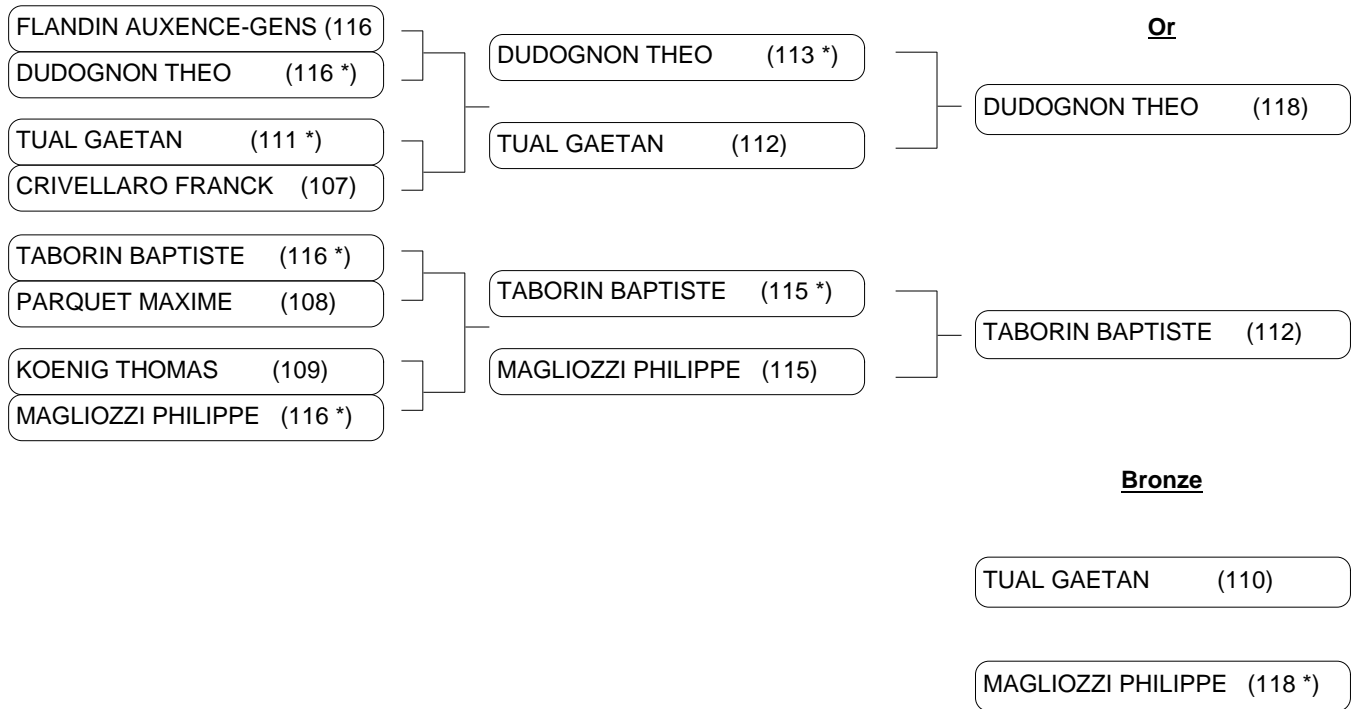 FLANDIN AUXENCE-GENS (116
DUDOGNON THEO (116 *)
TUAL GAETAN (111 *)
CRIVELLARO FRANCK (107)
TABORIN BAPTISTE (116 *)
PARQUET MAXIME (108)
KOENIG THOMAS (109)
MAGLIOZZI PHILIPPE (116 *)
DUDOGNON THEO (113 *)
TUAL GAETAN (112)
TABORIN BAPTISTE (115 *)
MAGLIOZZI PHILIPPE (115)
Or
DUDOGNON THEO (118)
TABORIN BAPTISTE (112)
Bronze
TUAL GAETAN (110)
MAGLIOZZI PHILIPPE (118 *)